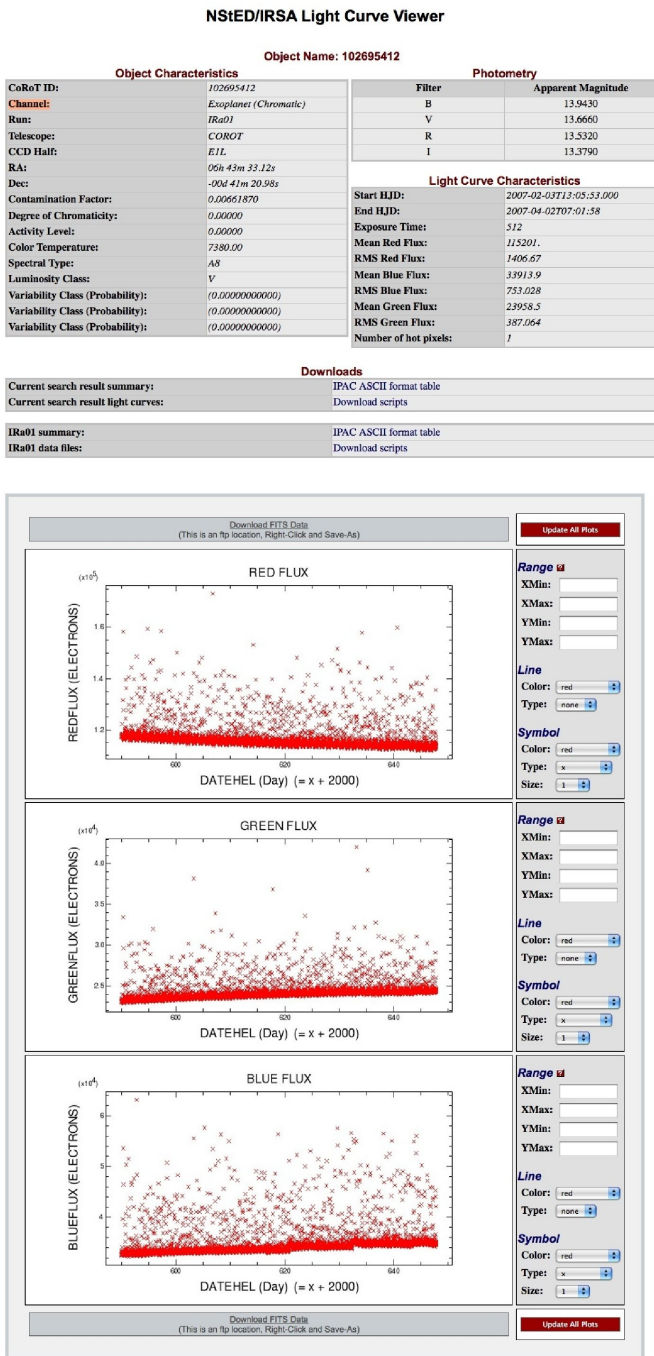 NStED/IRSA Light Curve Viewer
Object Name: 102695412
Object Characteristics
CoRoT ID: 102695412
Channel: Exoplanet (Chromatic)
Run: IRa01
Telescope: COROT
CCD Half: E1L
RA: 06h 43m 33.12s
Dec: -00d 41m 20.98s
Contamination Factor: 0.00661870
Degree of Chromaticity: 0.00000
Activity Level: 0.00000
Color Temperature: 7380.00
Spectral Type: A8
Luminosity Class: V
Variability Class (Probability): (0.00000000000)
Variability Class (Probability): (0.00000000000)
Variability Class (Probability): (0.00000000000)
Photometry
Filter Apparent Magnitude
B 13.9430
V 13.6660
R 13.5320
I 13.3790
Light Curve Characteristics
Start HJD: 2007-02-03T13:05:53.000
End HJD: 2007-04-02T07:01:58
Exposure Time: 512
Mean Red Flux: 115201.
RMS Red Flux: 1406.67
Mean Blue Flux: 33913.9
RMS Blue Flux: 753.028
Mean Green Flux: 23958.5
RMS Green Flux: 387.064
Number of hot pixels: 1
Downloads
Current search result summary: IPAC ASCII format table
Current search result light curves: Download scripts
IRa01 summary: IPAC ASCII format table
IRa01 data files: Download scripts
Download FITS Data
(This is an ftp location, Right-Click and Save-As)
Update All Plots
RED FLUX
(x10⁵)
REDFLUX (ELECTRONS)
1.6
1.4
1.2
600 620 640
DATEHEL (Day) (= x + 2000)
Range ?
XMin:
XMax:
YMin:
YMax:
Line
Color: red
Type: none
Symbol
Color: red
Type: x
Size: 1
GREEN FLUX
(x10⁴)
GREENFLUX (ELECTRONS)
4.0
3.5
3.0
2.5
600 620 640
DATEHEL (Day) (= x + 2000)
Range ?
XMin:
XMax:
YMin:
YMax:
Line
Color: red
Type: none
Symbol
Color: red
Type: x
Size: 1
BLUE FLUX
(x10⁴)
BLUEFLUX (ELECTRONS)
6
5
4
600 620 640
DATEHEL (Day) (= x + 2000)
Range ?
XMin:
XMax:
YMin:
YMax:
Line
Color: red
Type: none
Symbol
Color: red
Type: x
Size: 1
Download FITS Data
(This is an ftp location, Right-Click and Save-As)
Update All Plots